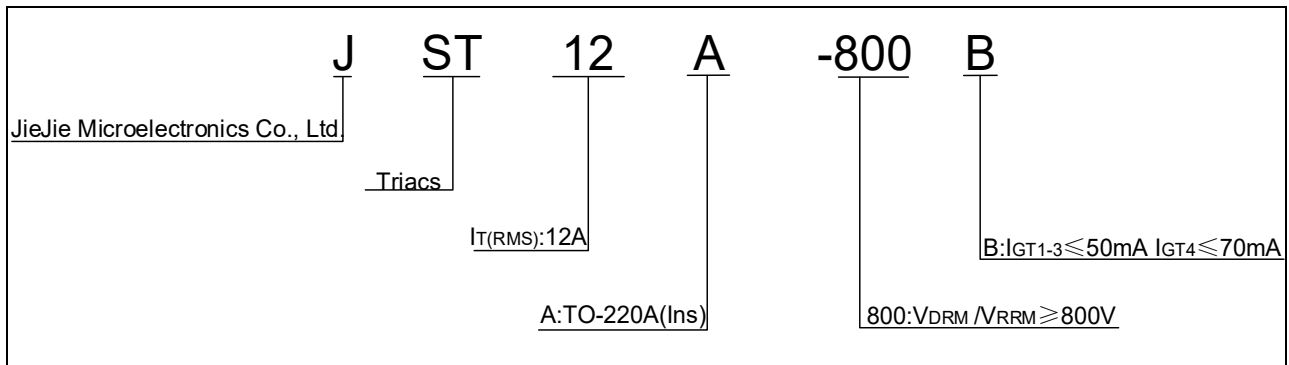 J ST 12 A -800 B
JieJie Microelectronics Co., Ltd.
Triacs
IT(RMS):12A
B:IGT1-3≤50mA IGT4≤70mA
A:TO-220A(Ins)
800:VDRM /VRRM≥800V